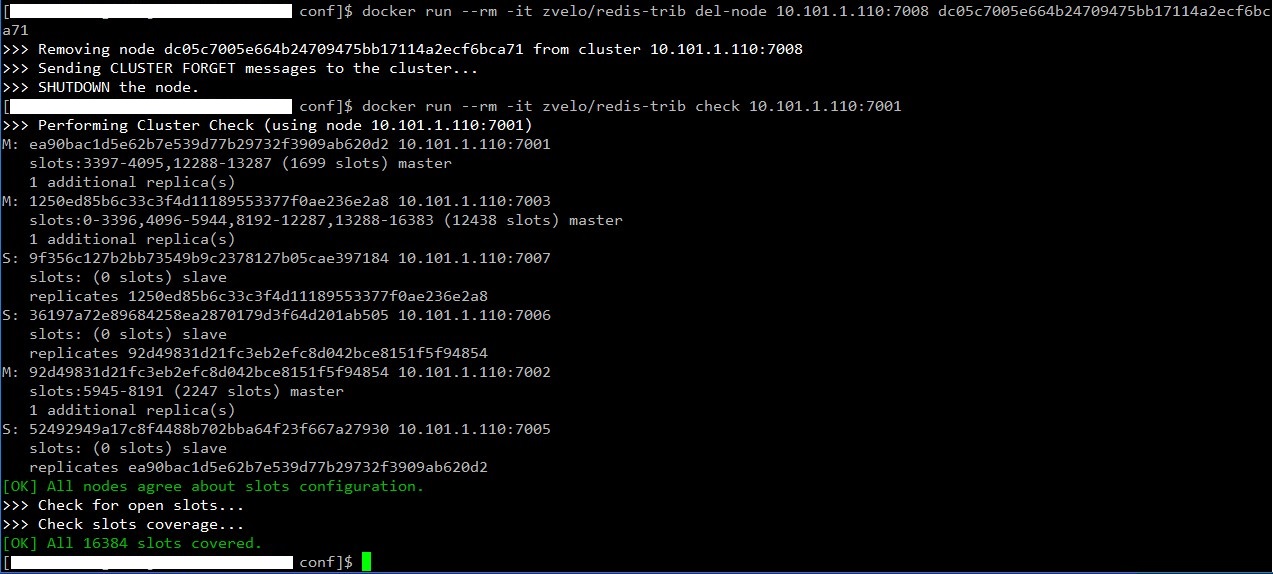 [ conf]$ docker run --rm -it zvelo/redis-trib del-node 10.101.1.110:7008 dc05c7005e664b24709475bb17114a2ecf6bc
a71
>>> Removing node dc05c7005e664b24709475bb17114a2ecf6bca71 from cluster 10.101.1.110:7008
>>> Sending CLUSTER FORGET messages to the cluster...
>>> SHUTDOWN the node.
[ conf]$ docker run --rm -it zvelo/redis-trib check 10.101.1.110:7001
>>> Performing Cluster Check (using node 10.101.1.110:7001)
M: ea90bac1d5e62b7e539d77b29732f3909ab620d2 10.101.1.110:7001
slots:3397-4095,12288-13287 (1699 slots) master
1 additional replica(s)
M: 1250ed85b6c33c3f4d11189553377f0ae236e2a8 10.101.1.110:7003
slots:0-3396,4096-5944,8192-12287,13288-16383 (12438 slots) master
1 additional replica(s)
S: 9f356c127b2bb73549b9c2378127b05cae397184 10.101.1.110:7007
slots: (0 slots) slave
replicates 1250ed85b6c33c3f4d11189553377f0ae236e2a8
S: 36197a72e89684258ea2870179d3f64d201ab505 10.101.1.110:7006
slots: (0 slots) slave
replicates 92d49831d21fc3eb2efc8d042bce8151f5f94854
M: 92d49831d21fc3eb2efc8d042bce8151f5f94854 10.101.1.110:7002
slots:5945-8191 (2247 slots) master
1 additional replica(s)
S: 52492949a17c8f4488b702bba64f23f667a27930 10.101.1.110:7005
slots: (0 slots) slave
replicates ea90bac1d5e62b7e539d77b29732f3909ab620d2
[OK] All nodes agree about slots configuration.
>>> Check for open slots...
>>> Check slots coverage...
[OK] All 16384 slots covered.
[ conf]$